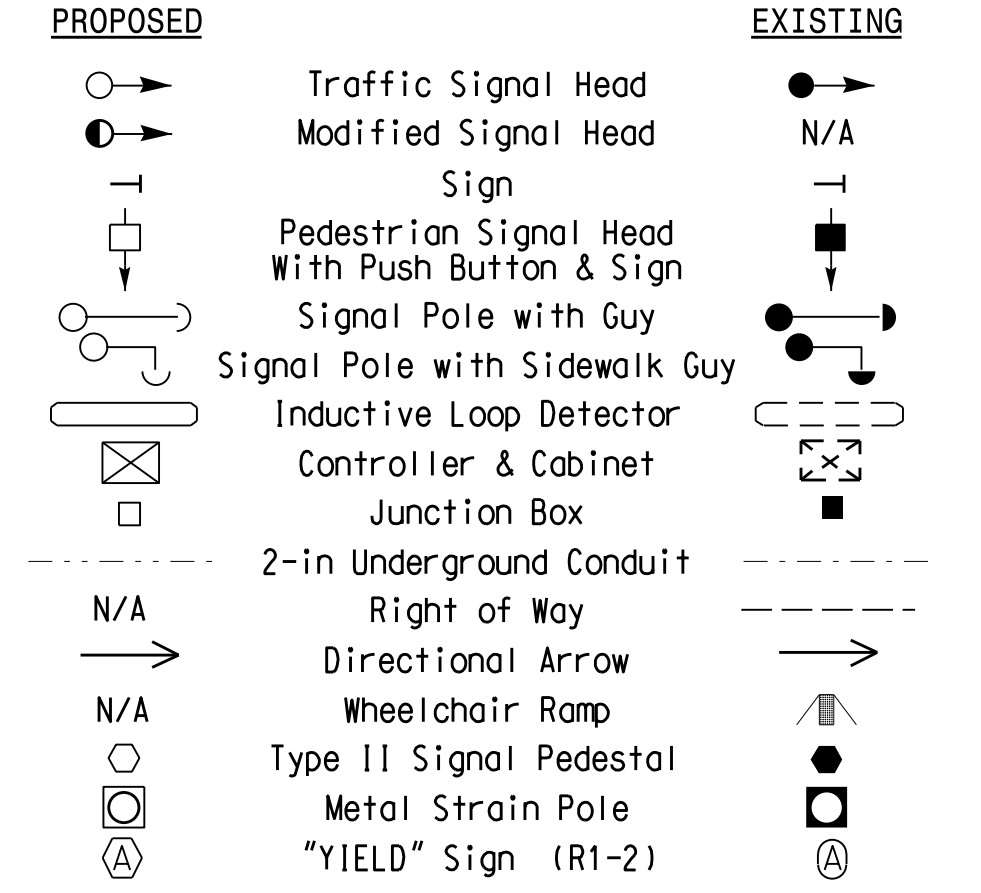 PROPOSED EXISTING
Traffic Signal Head
Modified Signal Head N/A
Sign
Pedestrian Signal Head
With Push Button & Sign
Signal Pole with Guy
Signal Pole with Sidewalk Guy
Inductive Loop Detector
Controller & Cabinet
Junction Box
2-in Underground Conduit
N/A Right of Way
Directional Arrow
N/A Wheelchair Ramp
Type II Signal Pedestal
Metal Strain Pole
A "YIELD" Sign (R1-2) A